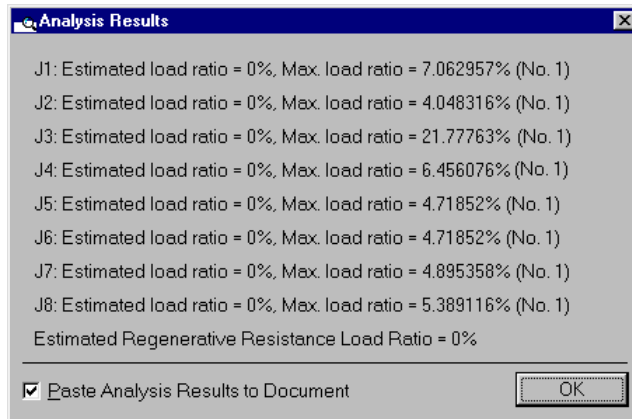 Analysis Results
J1: Estimated load ratio = 0%, Max. load ratio = 7.062957% (No. 1)
J2: Estimated load ratio = 0%, Max. load ratio = 4.048316% (No. 1)
J3: Estimated load ratio = 0%, Max. load ratio = 21.77763% (No. 1)
J4: Estimated load ratio = 0%, Max. load ratio = 6.456076% (No. 1)
J5: Estimated load ratio = 0%, Max. load ratio = 4.71852% (No. 1)
J6: Estimated load ratio = 0%, Max. load ratio = 4.71852% (No. 1)
J7: Estimated load ratio = 0%, Max. load ratio = 4.895358% (No. 1)
J8: Estimated load ratio = 0%, Max. load ratio = 5.389116% (No. 1)
Estimated Regenerative Resistance Load Ratio = 0%
Paste Analysis Results to Document
OK